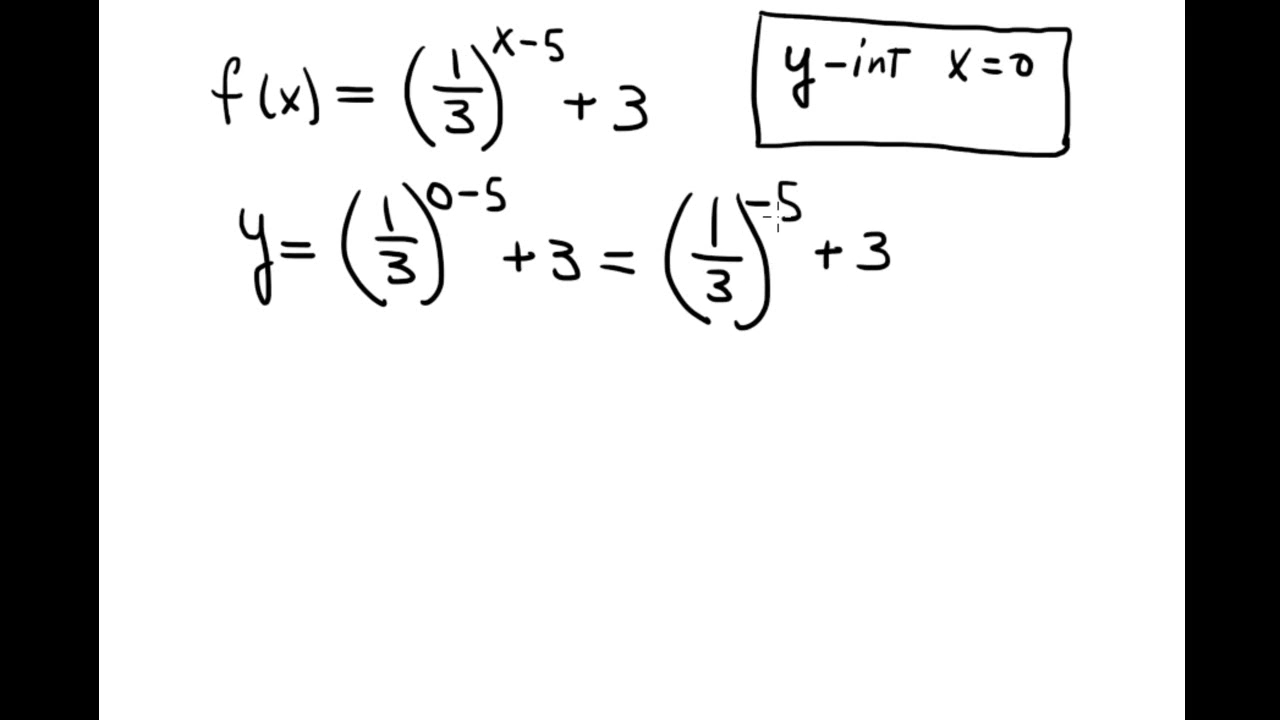 f(x) = (1/3)^(x-5) + 3
y-int x=0
y = (1/3)^(0-5) + 3 = (1/3)^(-5) + 3